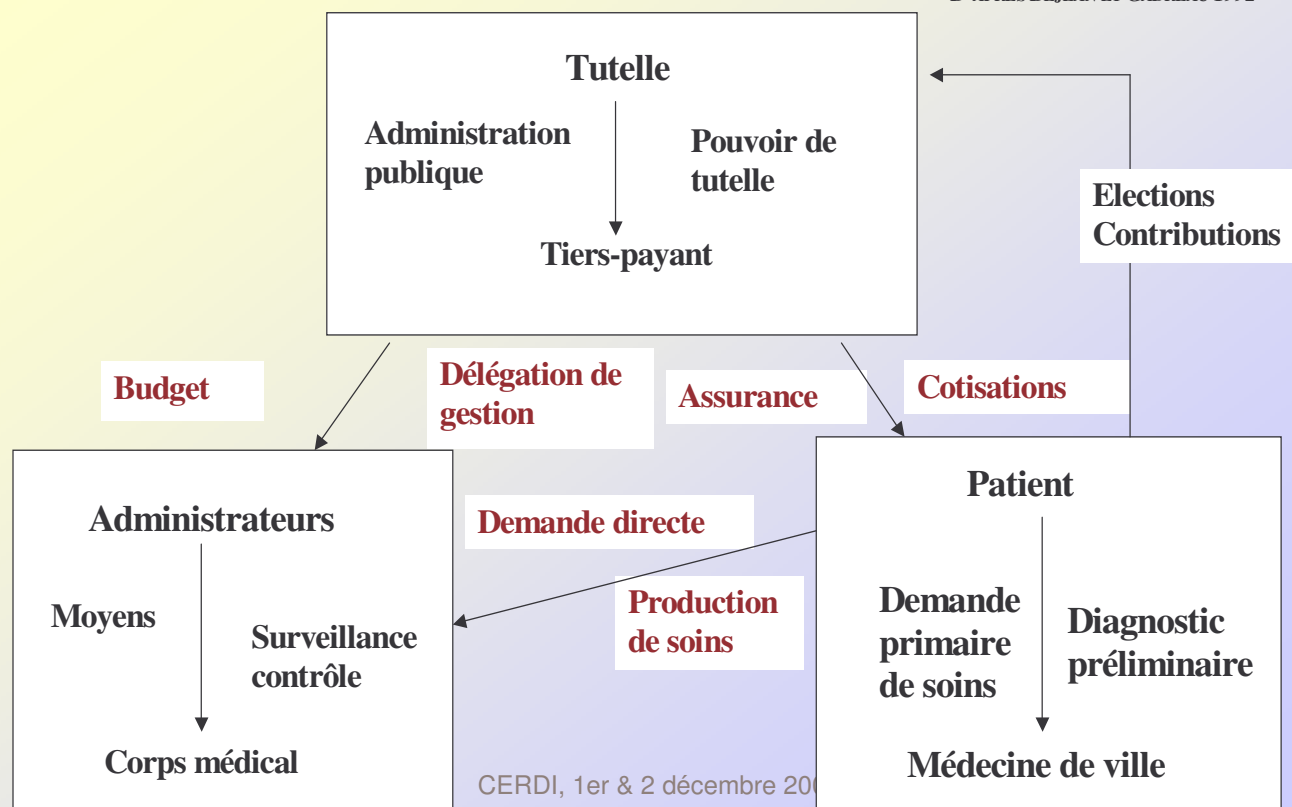 Tutelle
Administration
publique
Pouvoir de
tutelle
Tiers-payant
Elections
Contributions
Budget
Délégation de
gestion
Assurance
Cotisations
Administrateurs
Moyens
Surveillance
contrôle
Corps médical
Demande directe
Production
de soins
Patient
Demande
primaire
de soins
Diagnostic
préliminaire
Médecine de ville
CERDI, 1er & 2 décembre